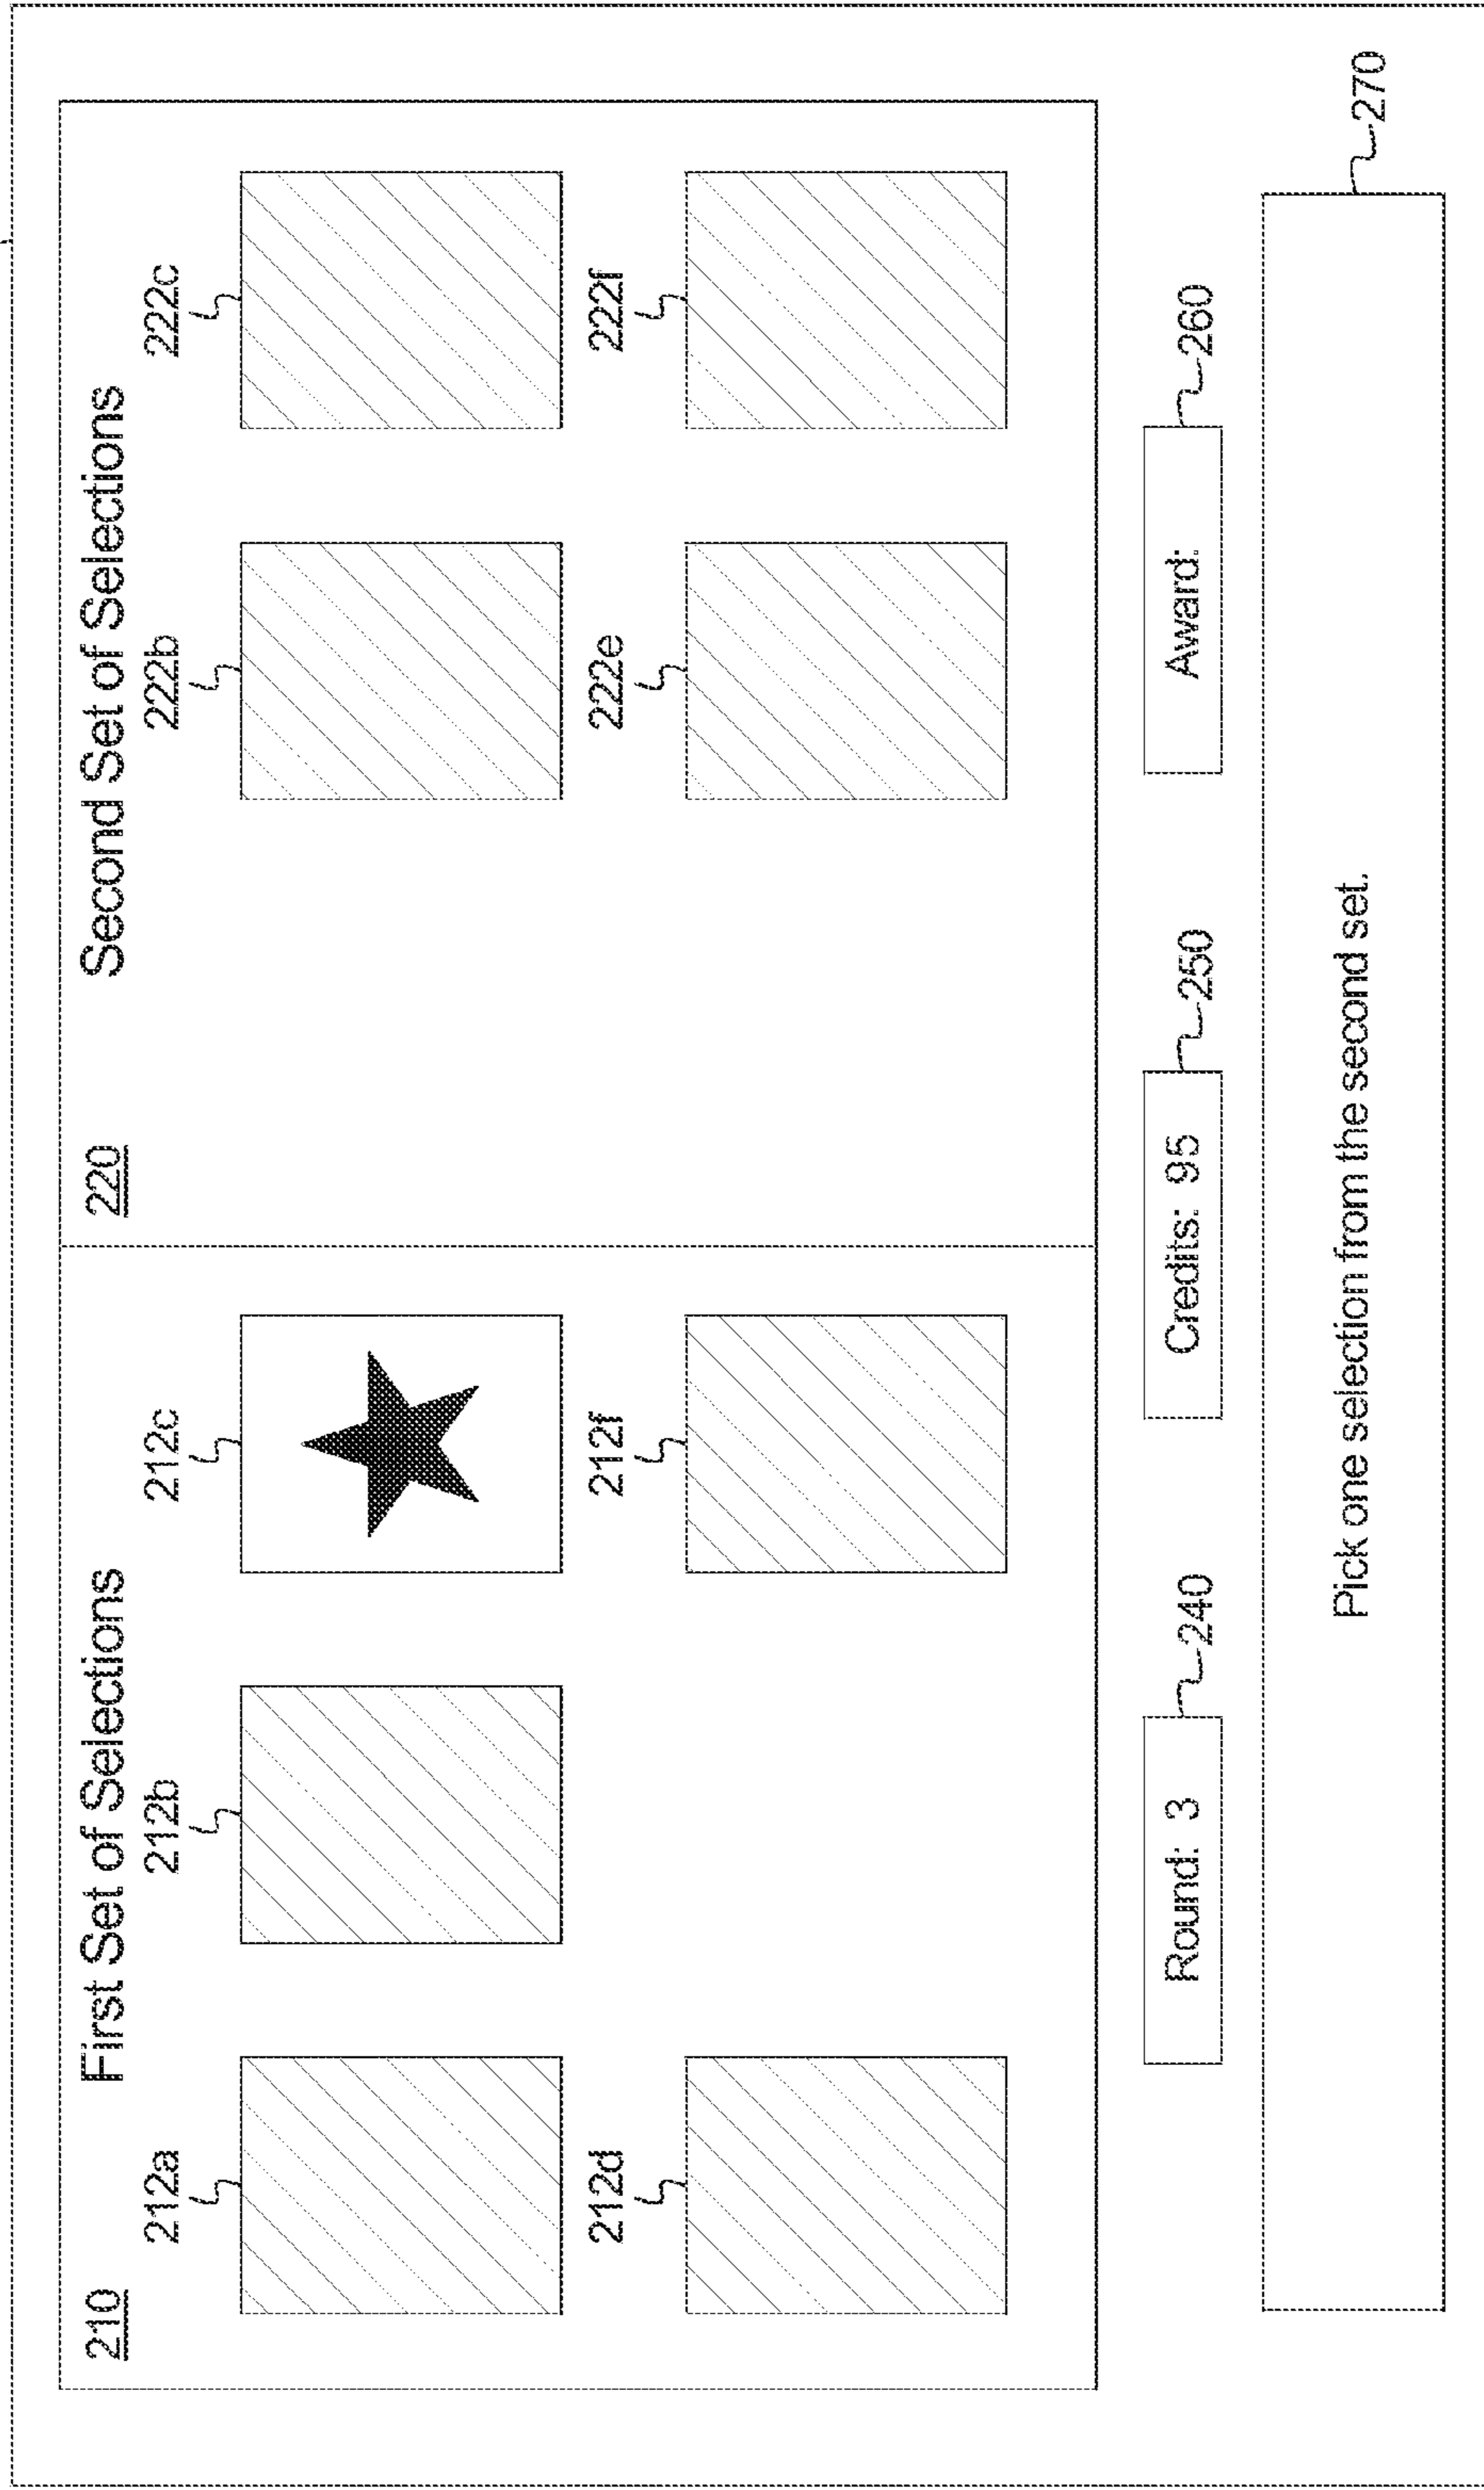 210
First Set of Selections
220
Second Set of Selections
212a
212b
212c
222b
222c
212d
212f
222e
222f
Round: 3
240
Credits: 95
250
Award:
260
Pick one selection from the second set.
270